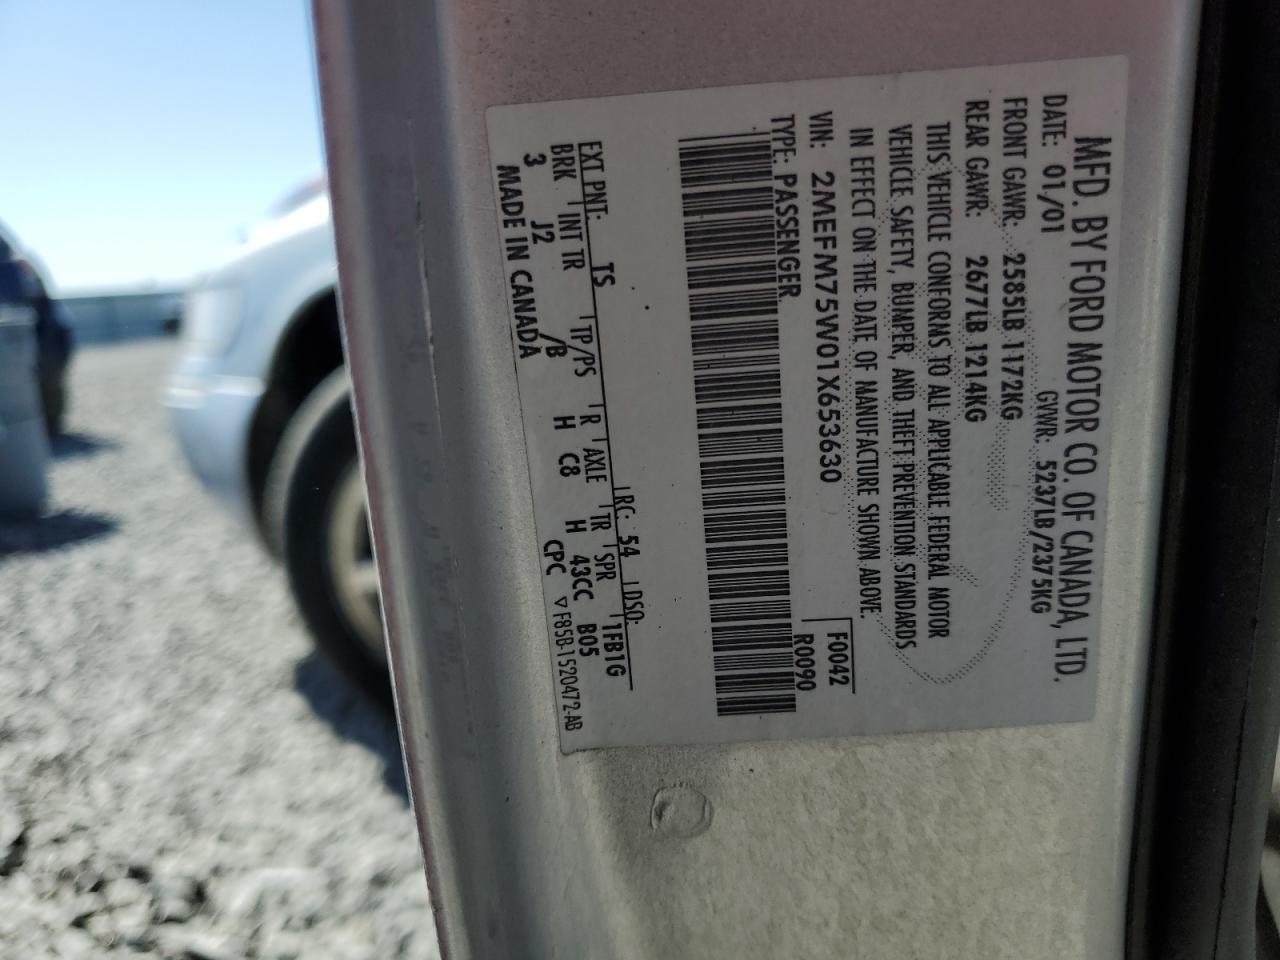 MFD. BY FORD MOTOR CO. OF CANADA, LTD.
DATE: 01/01 GVWR: 5237LB/2375KG
FRONT GAWR: 2585LB 1172KG
REAR GAWR: 2677LB 1214KG
THIS VEHICLE CONFORMS TO ALL APPLICABLE FEDERAL MOTOR
VEHICLE SAFETY, BUMPER, AND THEFT PREVENTION STANDARDS
IN EFFECT ON THE DATE OF MANUFACTURE SHOWN ABOVE.
VIN: 2MEFM75W01X653630 F0042
TYPE: PASSENGER R0090
EXT PNT: TS RC: 54 DSO:
BRK INT TR TP/PS R AXLE TR SPR 1FB1G
3 J2 /B H C8 H 43CC B05
MADE IN CANADA CPC ▽ F85B-1520472-AB